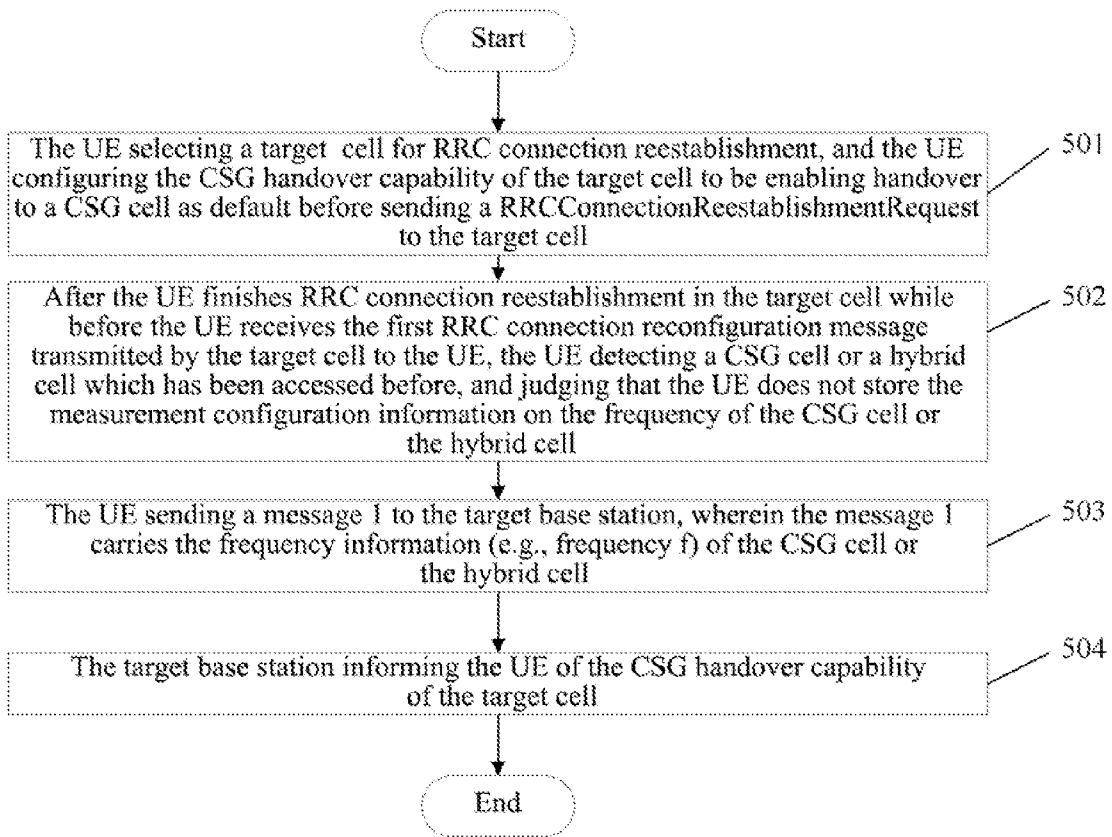 Start
The UE selecting a target cell for RRC connection reestablishment, and the UE
configuring the CSG handover capability of the target cell to be enabling handover
to a CSG cell as default before sending a RRCConnectionReestablishmentRequest
to the target cell
501
After the UE finishes RRC connection reestablishment in the target cell while
before the UE receives the first RRC connection reconfiguration message
transmitted by the target cell to the UE, the UE detecting a CSG cell or a hybrid
cell which has been accessed before, and judging that the UE does not store the
measurement configuration information on the frequency of the CSG cell or
the hybrid cell
502
The UE sending a message 1 to the target base station, wherein the message 1
carries the frequency information (e.g., frequency f) of the CSG cell or
the hybrid cell
503
The target base station informing the UE of the CSG handover capability
of the target cell
504
End